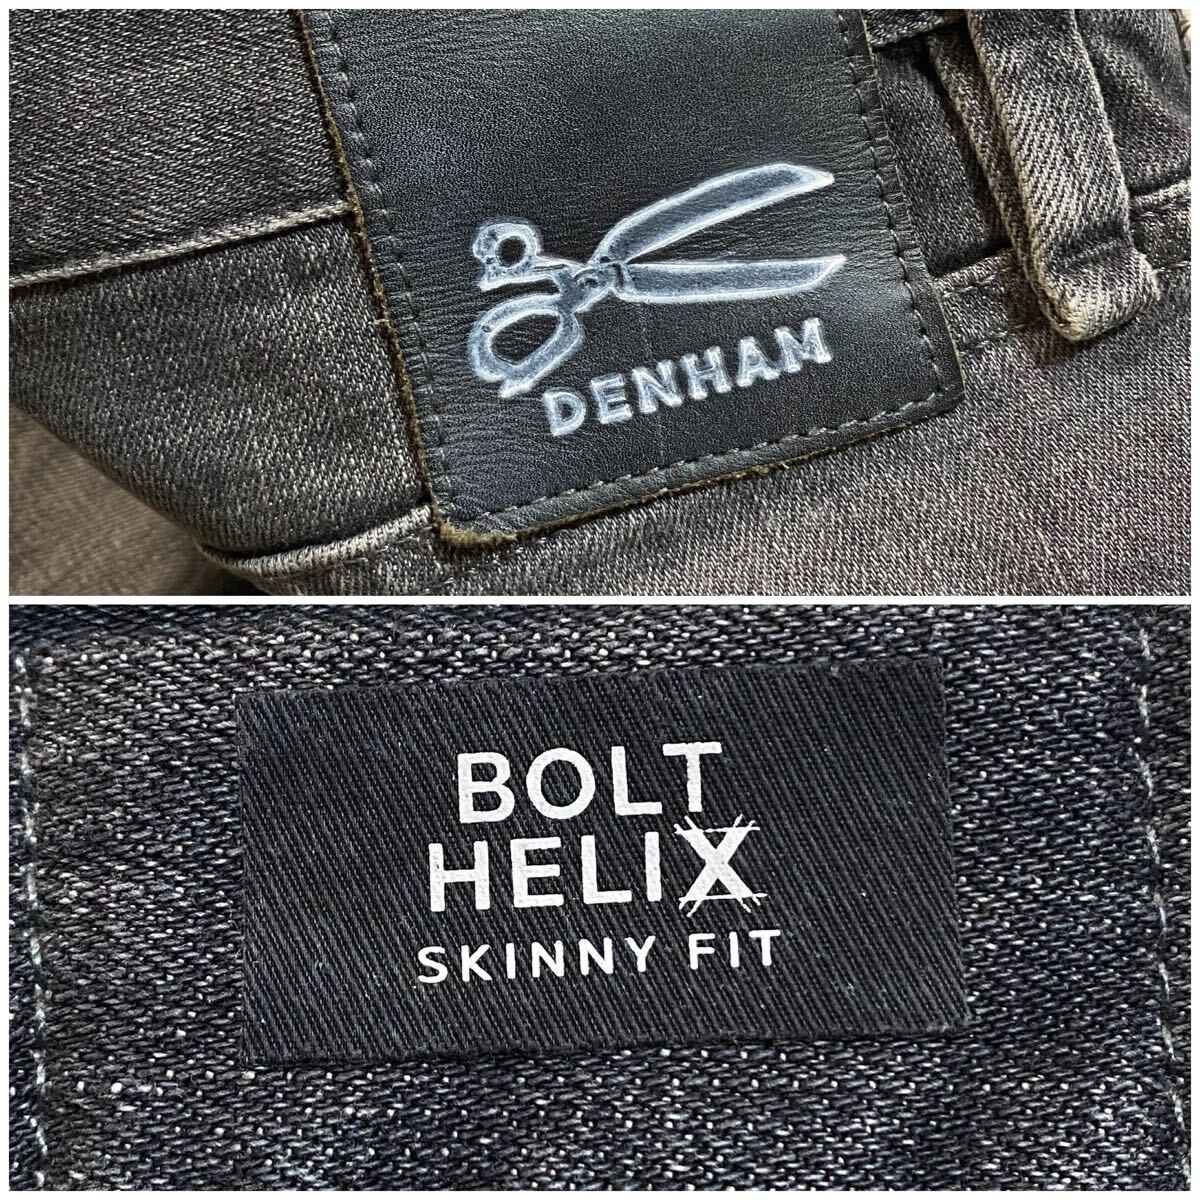 DENHAM
BOLT
HELIX
SKINNY FIT